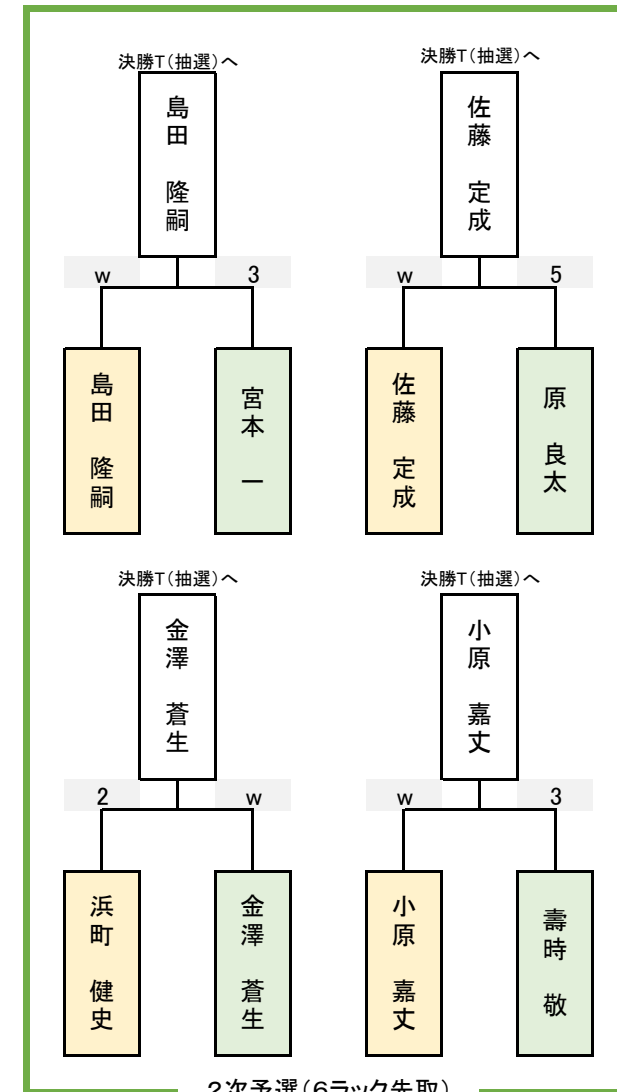 決勝T（抽選）へ
島田 隆嗣
w 3
島田 隆嗣
宮本 一
決勝T（抽選）へ
佐藤 定成
w 5
佐藤 定成
原 良太
決勝T（抽選）へ
金澤 蒼生
2 w
浜町 健史
金澤 蒼生
決勝T（抽選）へ
小原 嘉丈
w 3
小原 嘉丈
壽時 敬
2次予選（6ラック先取）